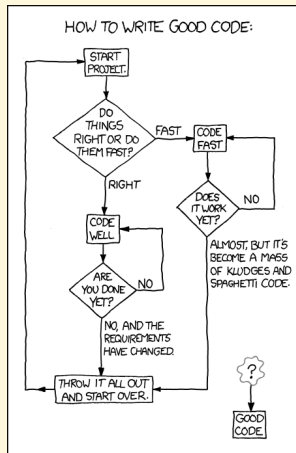 HOW TO WRITE GOOD CODE:
START
PROJECT.
DO
THINGS
RIGHT OR DO
THEM FAST?
FAST
CODE
FAST
RIGHT
DOES
IT WORK
YET?
NO
CODE
WELL
ARE
YOU DONE
YET?
NO
ALMOST, BUT IT'S
BECOME A MASS
OF KLUDGES AND
SPAGHETTI CODE.
NO, AND THE
REQUIREMENTS
HAVE CHANGED.
THROW IT ALL OUT
AND START OVER.
?
GOOD
CODE